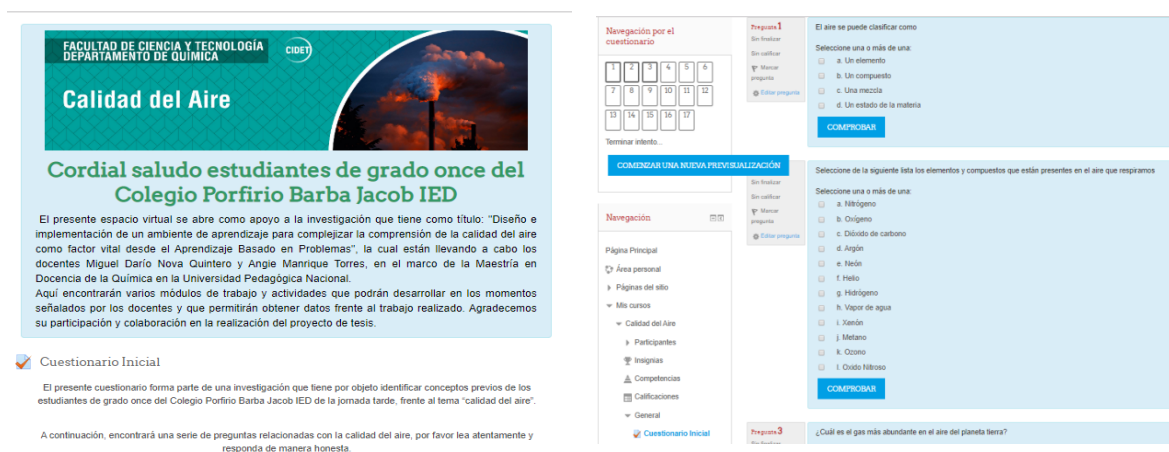 FACULTAD DE CIENCIA Y TECNOLOGÍA
DEPARTAMENTO DE QUÍMICA
CIDET
Calidad del Aire
Cordial saludo estudiantes de grado once del
Colegio Porfirio Barba Jacob IED
El presente espacio virtual se abre como apoyo a la investigación que tiene como título: "Diseño e
implementación de un ambiente de aprendizaje para complejizar la comprensión de la calidad del aire
como factor vital desde el Aprendizaje Basado en Problemas", la cual están llevando a cabo los
docentes Miguel Darío Nova Quintero y Angie Manrique Torres, en el marco de la Maestría en
Docencia de la Química en la Universidad Pedagógica Nacional.
Aquí encontrarán varios módulos de trabajo y actividades que podrán desarrollar en los momentos
señalados por los docentes y que permitirán obtener datos frente al trabajo realizado. Agradecemos
su participación y colaboración en la realización del proyecto de tesis.
Cuestionario Inicial
El presente cuestionario forma parte de una investigación que tiene por objeto identificar conceptos previos de los
estudiantes de grado once del Colegio Porfirio Barba Jacob IED de la jornada tarde, frente al tema "calidad del aire".
A continuación, encontrará una serie de preguntas relacionadas con la calidad del aire, por favor lea atentamente y
responda de manera honesta.
Navegación por el
cuestionario
1 2 3 4 5 6
7 8 9 10 11 12
13 14 15 16 17
Terminar intento...
COMENZAR UNA NUEVA PREVISUALIZACIÓN
Navegación
Página Principal
Área personal
Páginas del sitio
Mis cursos
Calidad del Aire
Participantes
Insignias
Competencias
Calificaciones
General
Cuestionario Inicial
Pregunta 1
Sin finalizar
Sin calificar
Marcar
pregunta
Editar pregunta
El aire se puede clasificar como
Seleccione una o más de una:
a. Un elemento
b. Un compuesto
c. Una mezcla
d. Un estado de la materia
COMPROBAR
Sin finalizar
Sin calificar
Marcar
pregunta
Editar pregunta
Seleccione de la siguiente lista los elementos y compuestos que están presentes en el aire que respiramos
Seleccione una o más de una:
a. Nitrógeno
b. Oxígeno
c. Dióxido de carbono
d. Argón
e. Neón
f. Helio
g. Hidrógeno
h. Vapor de agua
i. Xenón
j. Metano
k. Ozono
l. Oxido Nitroso
COMPROBAR
Pregunta 3
¿Cuál es el gas más abundante en el aire del planeta tierra?